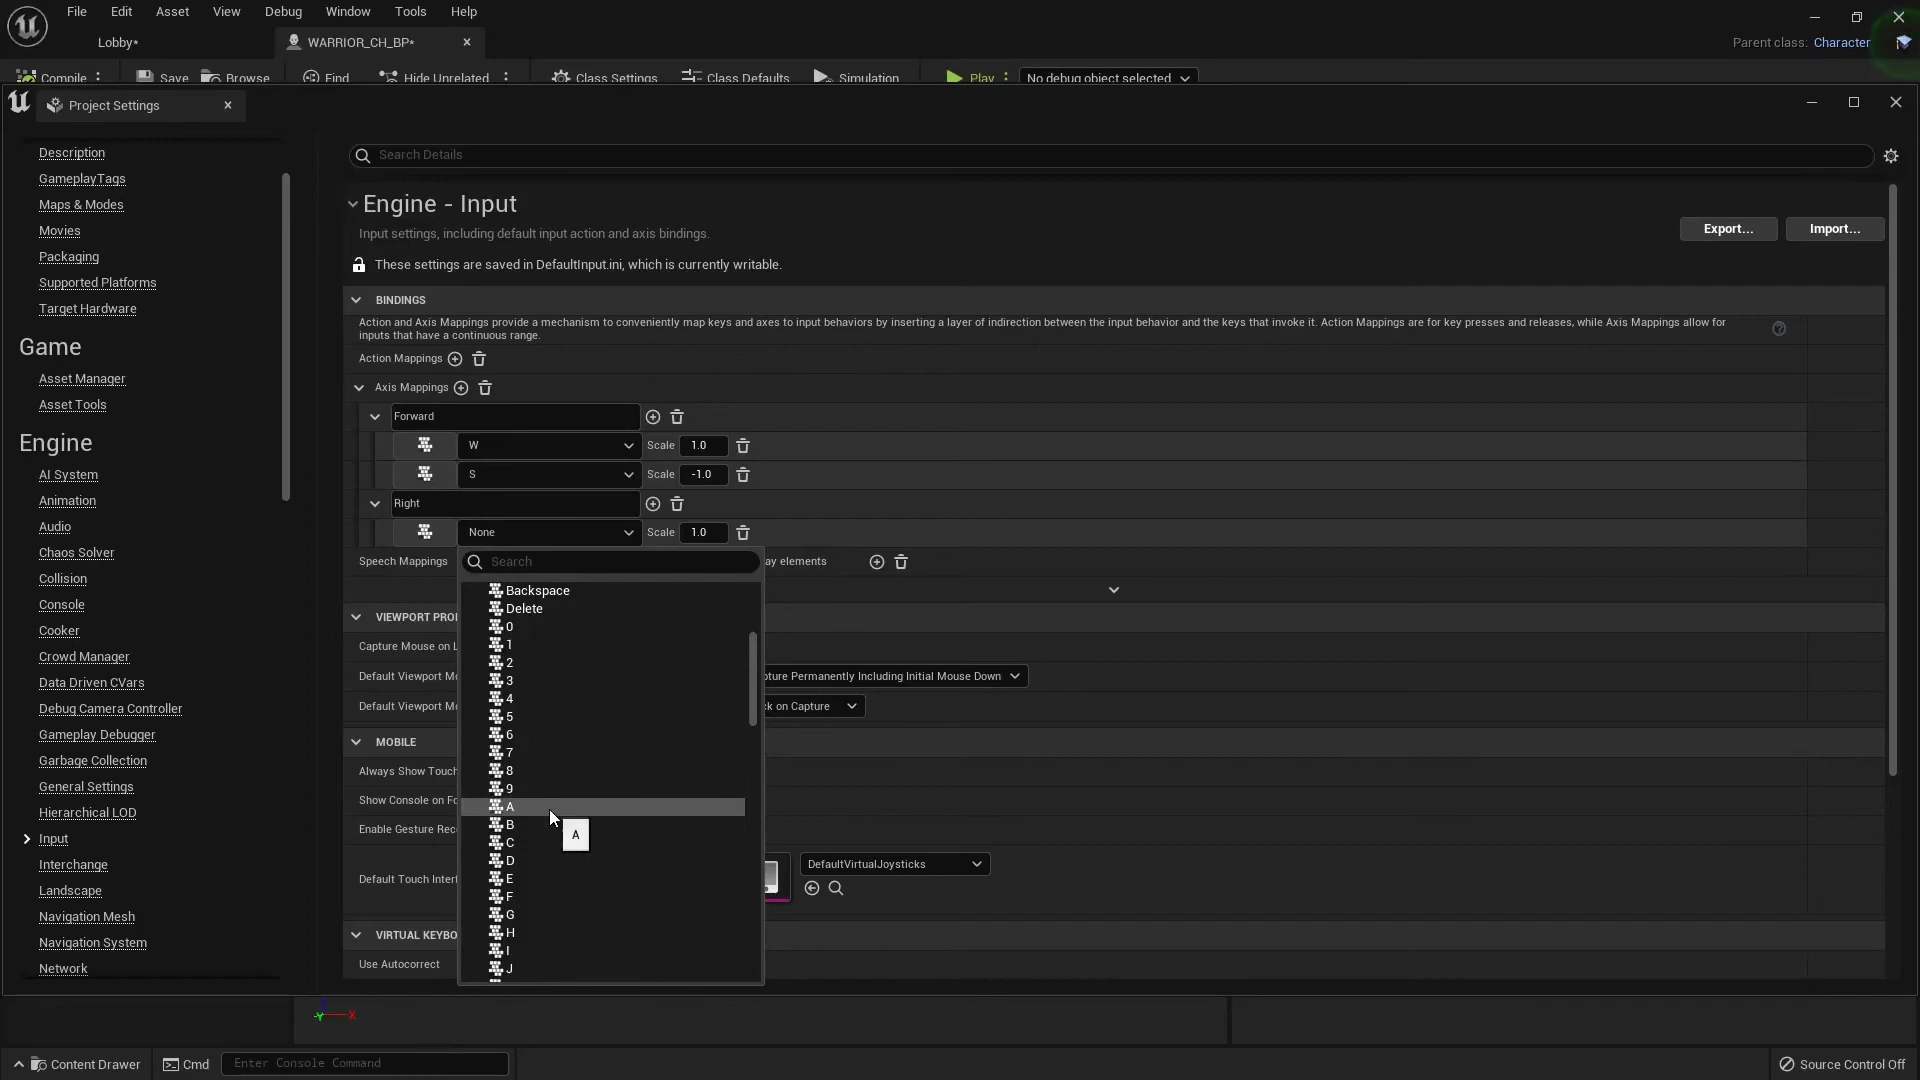 File Edit Asset View Debug Window Tools Help
Lobby* WARRIOR_CH_BP* Parent class: Character
Compile Save Browse Find Hide Unrelated Class Settings Class Defaults Simulation Play No debug object selected
Project Settings
Description
GameplayTags
Maps & Modes
Movies
Packaging
Supported Platforms
Target Hardware
Game
Asset Manager
Asset Tools
Engine
AI System
Animation
Audio
Chaos Solver
Collision
Console
Cooker
Crowd Manager
Data Driven CVars
Debug Camera Controller
Gameplay Debugger
Garbage Collection
General Settings
Hierarchical LOD
Input
Interchange
Landscape
Navigation Mesh
Navigation System
Network
Search Details
Engine - Input
Input settings, including default input action and axis bindings.
Export... Import...
These settings are saved in DefaultInput.ini, which is currently writable.
BINDINGS
Action and Axis Mappings provide a mechanism to conveniently map keys and axes to input behaviors by inserting a layer of indirection between the input behavior and the keys that invoke it. Action Mappings are for key presses and releases, while Axis Mappings allow for
inputs that have a continuous range.
Action Mappings
Axis Mappings
Forward
W Scale 1.0
S Scale -1.0
Right
None Scale 1.0
Speech Mappings ay elements
Search
Backspace
Delete
0
1
2
3
4
5
6
7
8
9
A
B
C
D
E
F
G
H
I
J
A
VIEWPORT PRO
Capture Mouse on L
Default Viewport Mo pture Permanently Including Initial Mouse Down
Default Viewport Mo ck on Capture
MOBILE
Always Show Touch
Show Console on Fo
Enable Gesture Rec
Default Touch Interf DefaultVirtualJoysticks
VIRTUAL KEYBO
Use Autocorrect
Y X
Content Drawer Cmd Enter Console Command Source Control Off